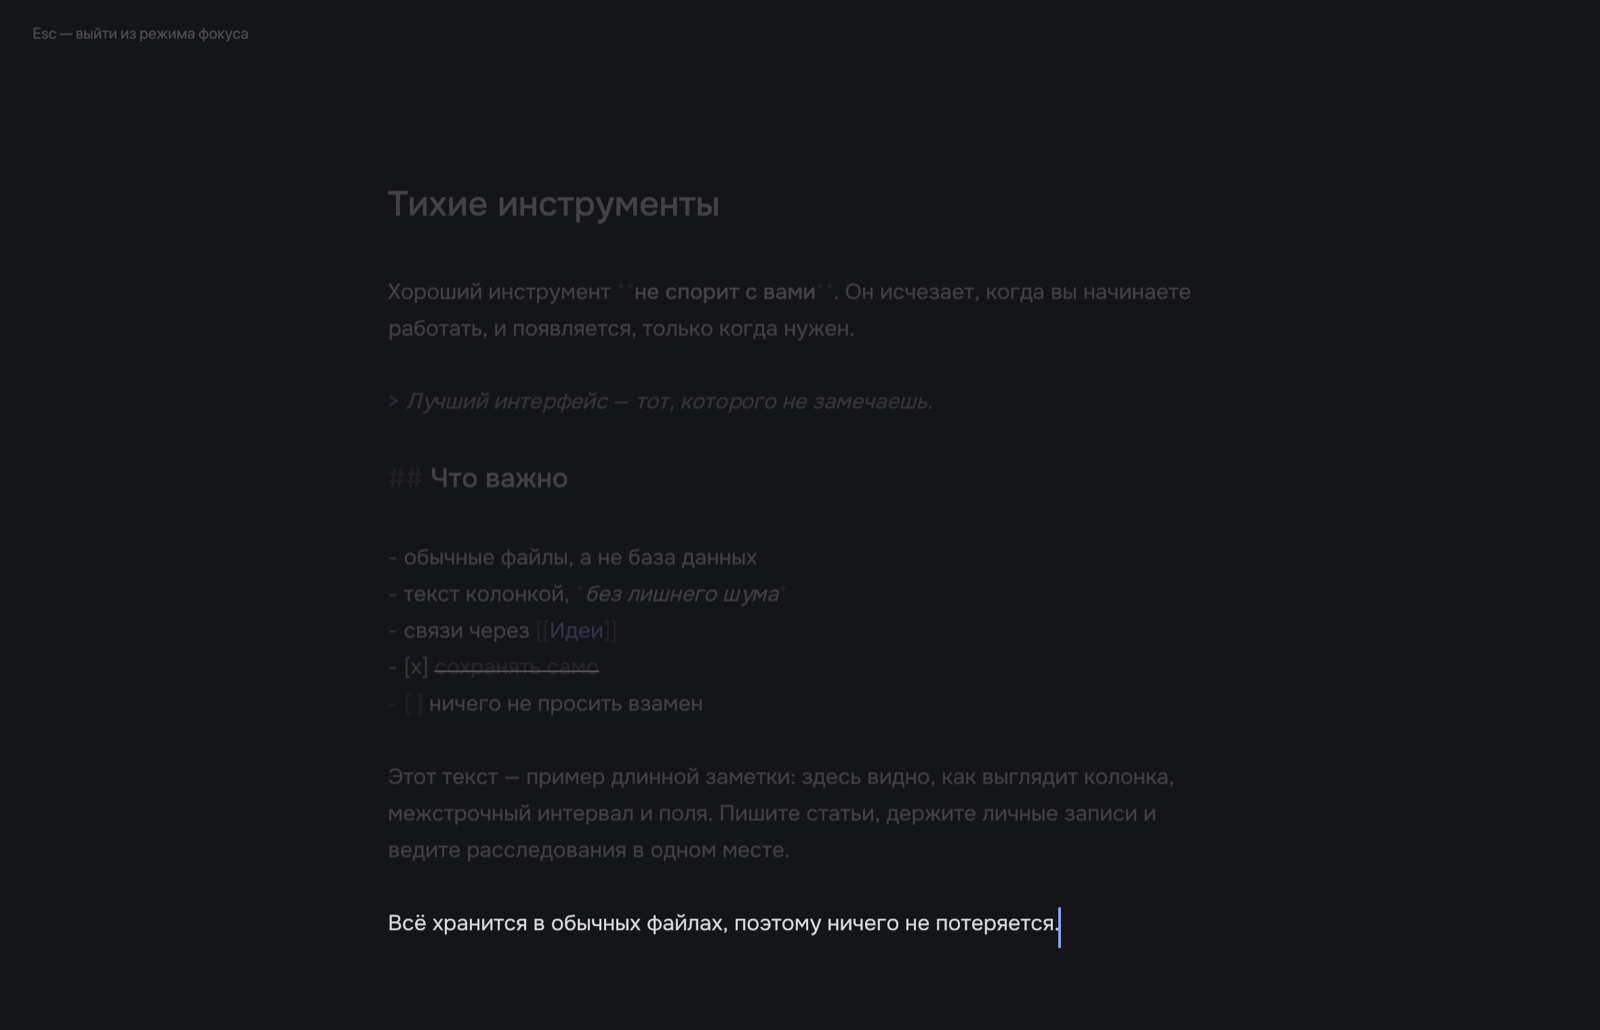 Esc — выйти из режима фокуса
Тихие инструменты
Хороший инструмент **не спорит с вами**. Он исчезает, когда вы начинаете
работать, и появляется, только когда нужен.
> Лучший интерфейс — тот, которого не замечаешь.
## Что важно
- обычные файлы, а не база данных
- текст колонкой, *без лишнего шума*
- связи через [[Идеи]]
- [x] сохранять само
- [ ] ничего не просить взамен
Этот текст — пример длинной заметки: здесь видно, как выглядит колонка,
межстрочный интервал и поля. Пишите статьи, держите личные записи и
ведите расследования в одном месте.
Всё хранится в обычных файлах, поэтому ничего не потеряется.